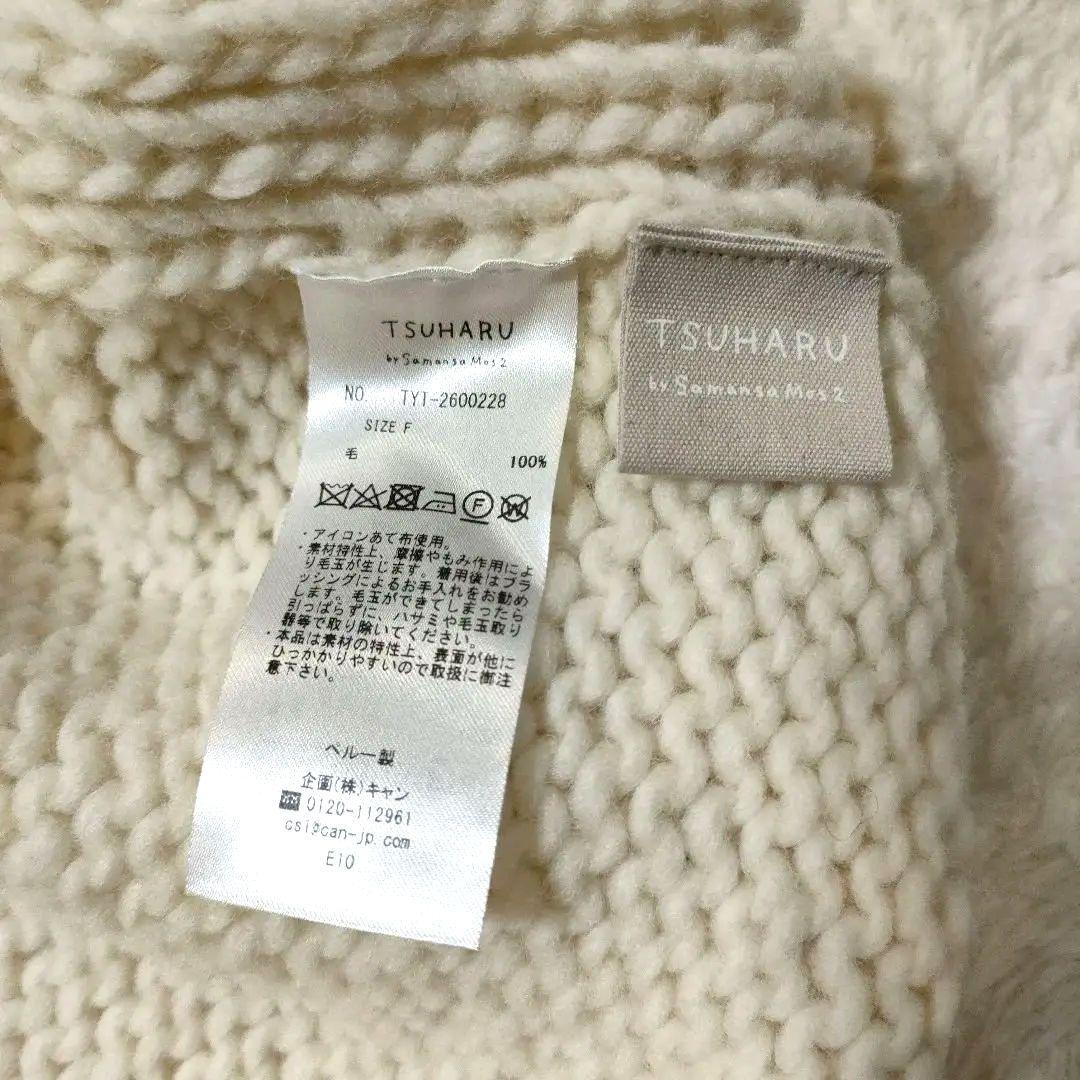 TSUHARU
by Samansa Mos2
NO. TYT-2600228
SIZE F
毛 100%
F
W
・アイロンあて布使用。
・素材特性上、摩擦やもみ作用によ
り毛玉が生じます。着用後はブラ
ッシングによるお手入れをお勧め
します。毛玉ができてしまったら
引っぱらずに、ハサミや毛玉取り
器等で取り除いてください。
・本品は素材の特性上、表面が他に
ひっかかりやすいので取扱に御注
意下さい。
ペルー製
企画(株)キャン
0120-112961
csi@can-jp.com
E10
TSUHARU
by Samansa Mos2